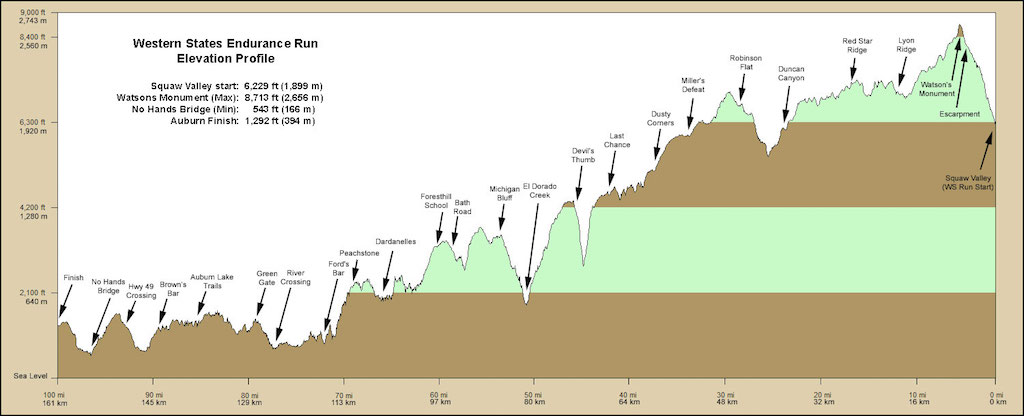 9,000 ft
2,743 m
8,400 ft
2,560 m
Western States Endurance Run
Elevation Profile
Squaw Valley start: 6,229 ft (1,899 m)
Watsons Monument (Max): 8,713 ft (2,656 m)
No Hands Bridge (Min): 543 ft (166 m)
Auburn Finish: 1,292 ft (394 m)
6,300 ft
1,920 m
4,200 ft
1,280 m
2,100 ft
640 m
Sea Level
Finish
No Hands
Bridge
Hwy 49
Crossing
Brown's
Bar
Auburn Lake
Trails
Green
Gate
River
Crossing
Ford's
Bar
Peachstone
Dardanelles
Foresthill
School
Bath
Road
Michigan
Bluff
El Dorado
Creek
Devil's
Thumb
Last
Chance
Dusty
Corners
Miller's
Defeat
Robinson
Flat
Duncan
Canyon
Red Star
Ridge
Lyon
Ridge
Watson's
Monument
Escarpment
Squaw Valley
(WS Run Start)
100 mi
161 km
90 mi
145 km
80 mi
129 km
70 mi
113 km
60 mi
97 km
50 mi
80 km
40 mi
64 km
30 mi
48 km
20 mi
32 km
10 mi
16 km
0 mi
0 km